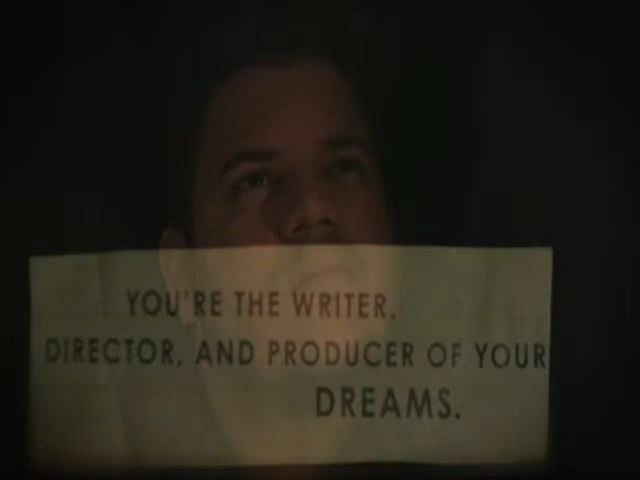 YOU'RE THE WRITER,
DIRECTOR, AND PRODUCER OF YOUR
DREAMS.